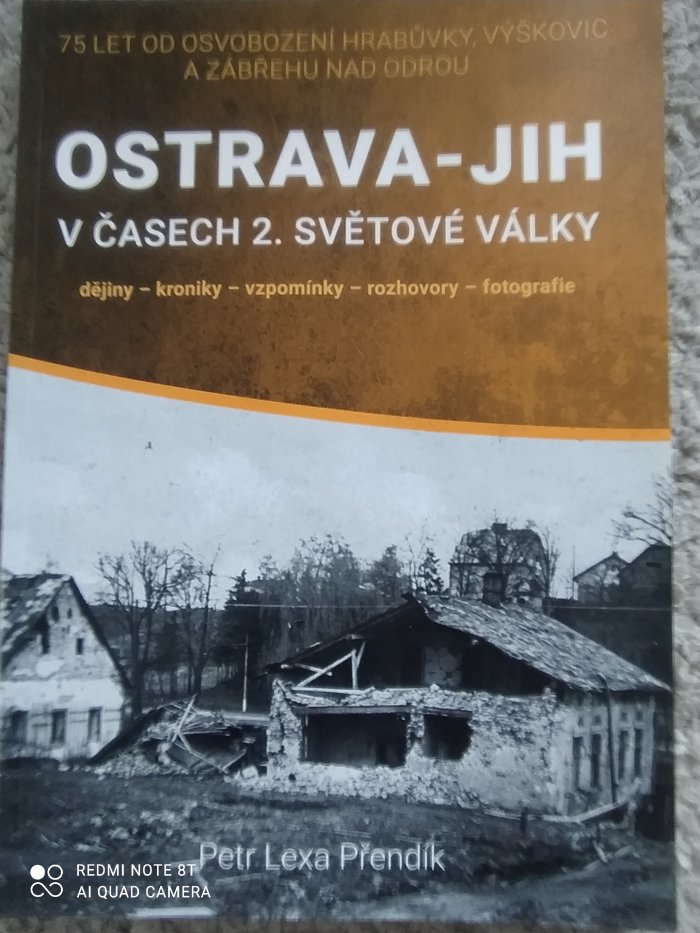 75 LET OD OSVOBOZENÍ HRABŮVKY, VÝŠKOVIC
A ZÁBŘEHU NAD ODROU
OSTRAVA-JIH
V ČASECH 2. SVĚTOVÉ VÁLKY
dějiny – kroniky – vzpomínky – rozhovory – fotografie
Petr Lexa Přendík
REDMI NOTE 8T
AI QUAD CAMERA